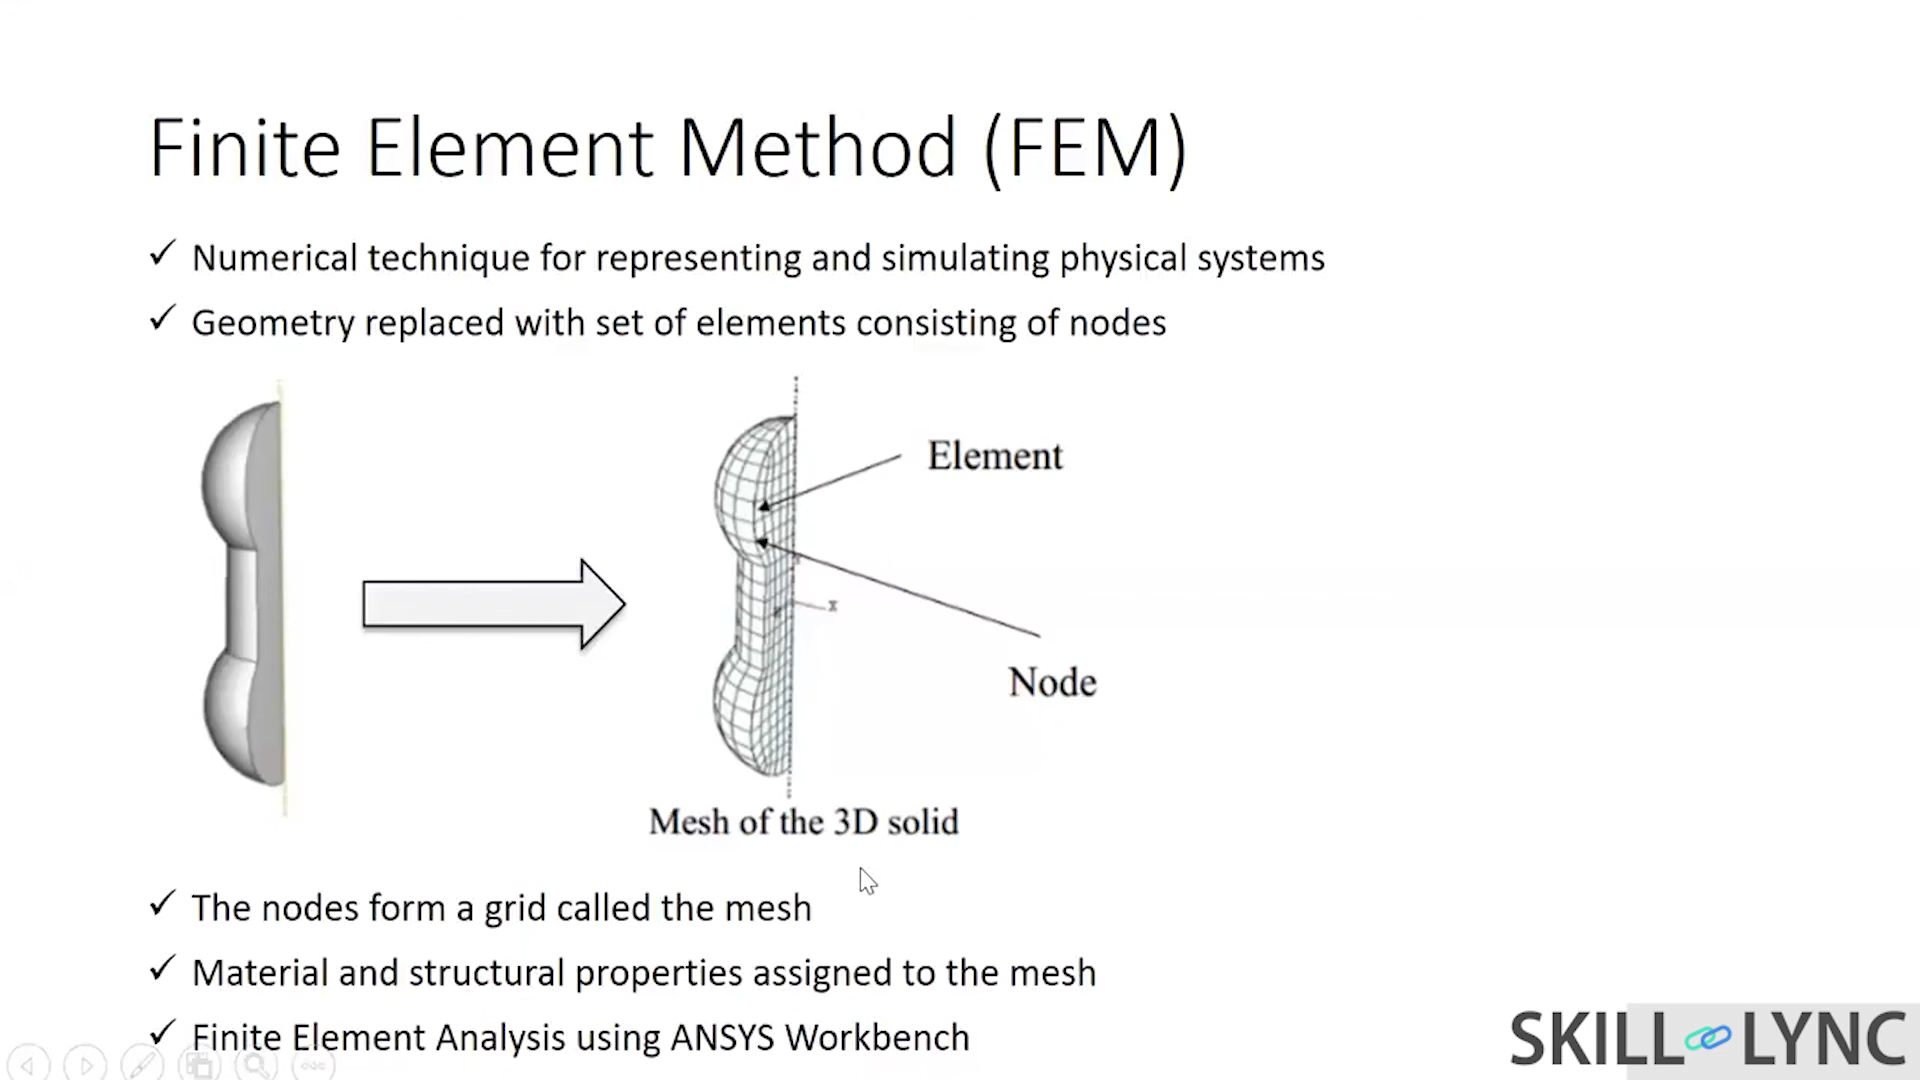 Finite Element Method (FEM)
✓ Numerical technique for representing and simulating physical systems
✓ Geometry replaced with set of elements consisting of nodes
Element
x
Node
Mesh of the 3D solid
✓ The nodes form a grid called the mesh
✓ Material and structural properties assigned to the mesh
✓ Finite Element Analysis using ANSYS Workbench
SKILL LYNC